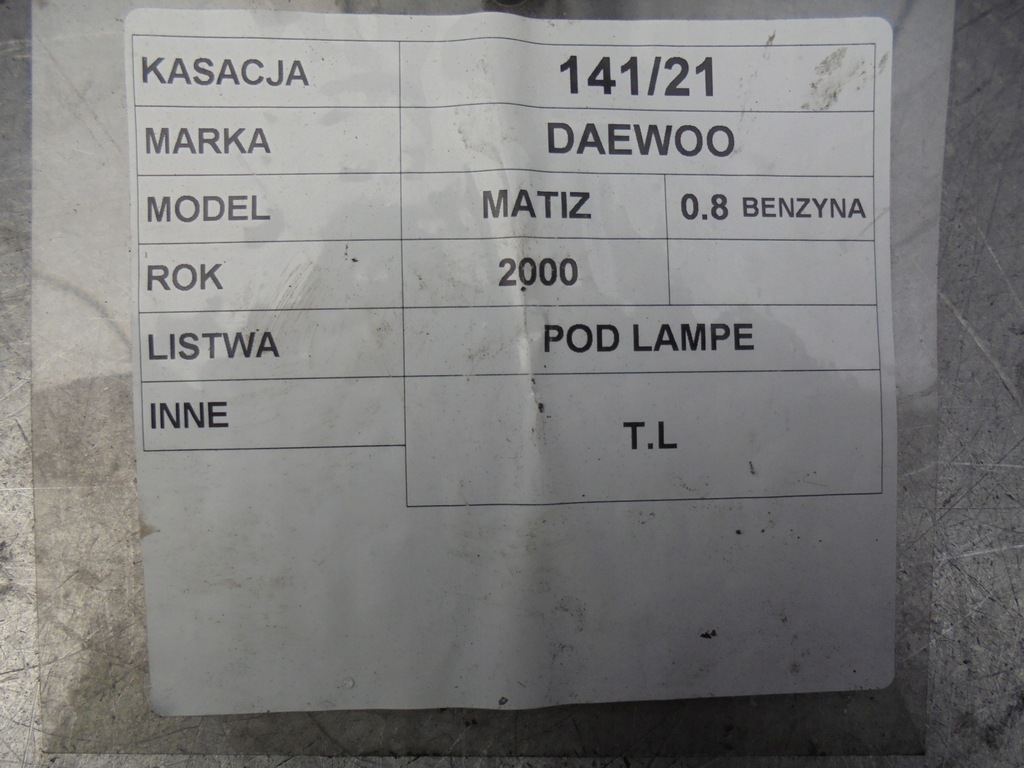 KASACJA 141/21
MARKA DAEWOO
MODEL MATIZ 0.8 BENZYNA
ROK 2000
LISTWA POD LAMPE
INNE T.L